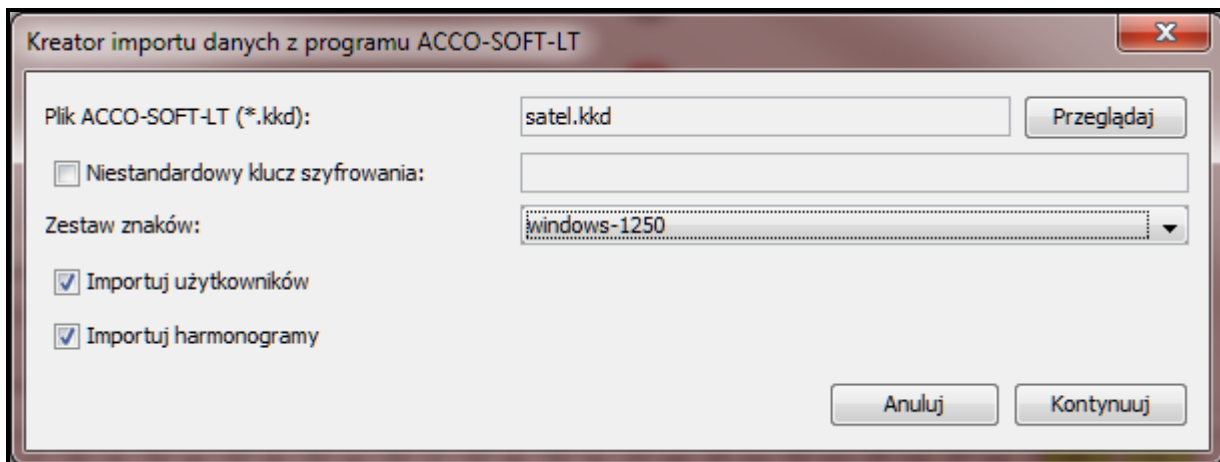 Kreator importu danych z programu ACCO-SOFT-LT
Plik ACCO-SOFT-LT (*.kkd): satel.kkd Przeglądaj
Niestandardowy klucz szyfrowania:
Zestaw znaków: windows-1250
Importuj użytkowników
Importuj harmonogramy
Anuluj Kontynuuj